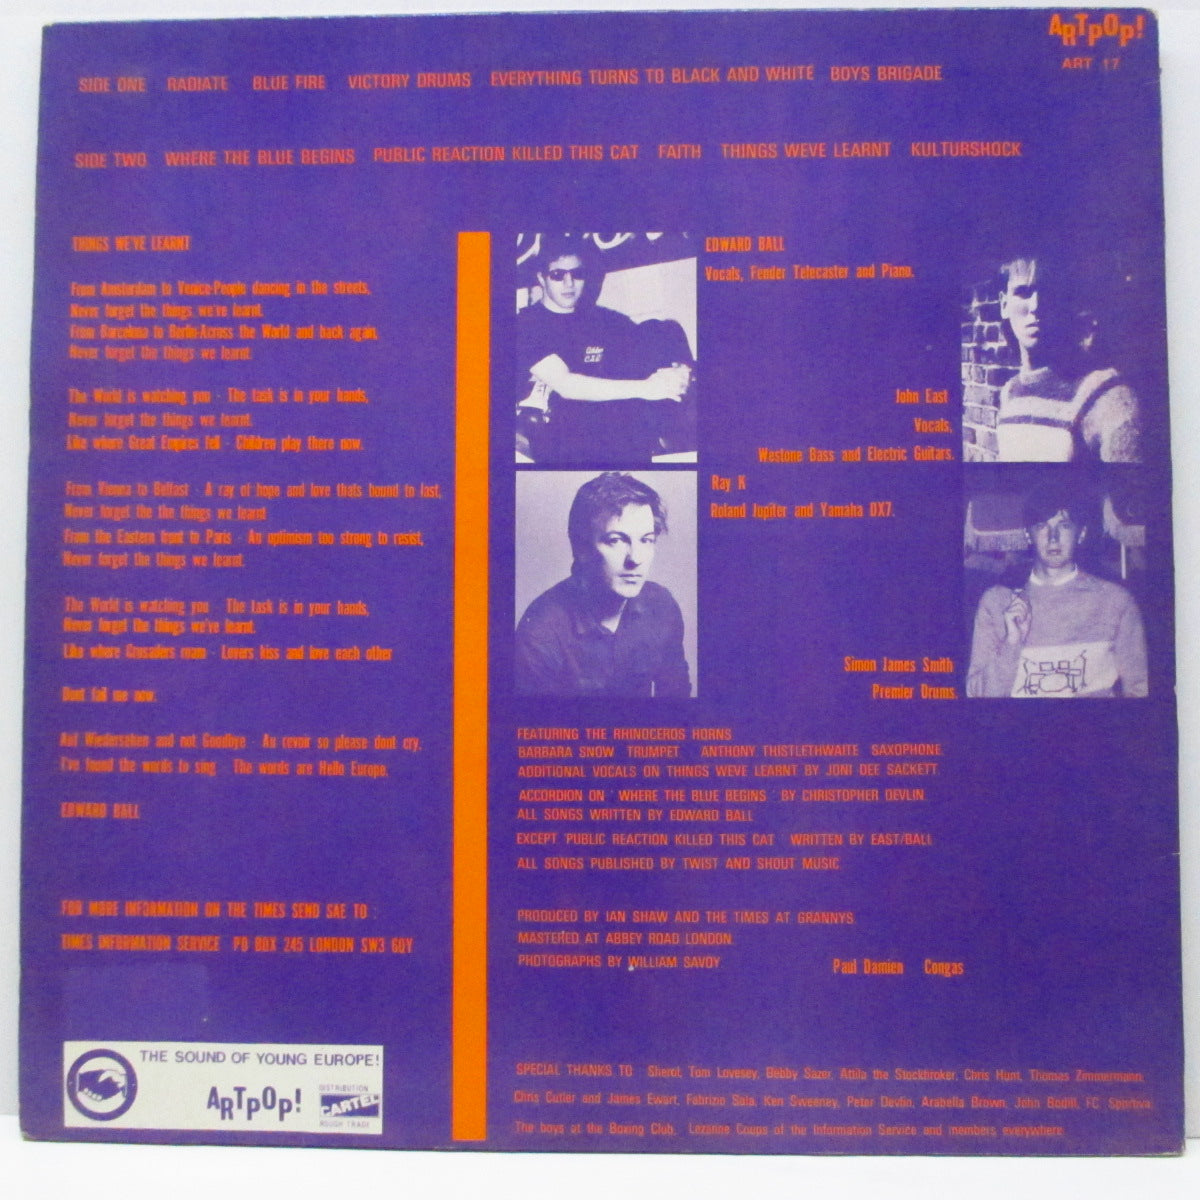 ARTPOP!
ART 17
SIDE ONE RADIATE BLUE FIRE VICTORY DRUMS EVERYTHING TURNS TO BLACK AND WHITE BOYS BRIGADE
SIDE TWO WHERE THE BLUE BEGINS PUBLIC REACTION KILLED THIS CAT FAITH THINGS WEVE LEARNT KULTURSHOCK
THINGS WE'VE LEARNT
From Amsterdam to Venice-People dancing in the streets,
Never forget the things we've learnt.
From Barcelona to Berlin-Across the World and back again,
Never forget the things we learnt.
The World is watching you - The task is in your hands,
Never forget the things we learnt.
Like where Great Empires fell - Children play there now.
From Vienna to Belfast - A ray of hope and love thats bound to last,
Never forget the the things we learnt
From the Eastern front to Paris - An optimism too strong to resist,
Never forget the things we learnt.
The World is watching you - The task is in your hands,
Never forget the things we've learnt.
Like where Crusaders roam - Lovers kiss and love each other
Dont fail me now.
Auf Wiedersehen and not Goodbye - Au revoir so please dont cry.
I've found the words to sing - The words are Hello Europe.
EDWARD BALL
FOR MORE INFORMATION ON THE TIMES SEND SAE TO :
TIMES INFORMATION SERVICE PO BOX 245 LONDON SW3 6QY
THE SOUND OF YOUNG EUROPE!
ARTPOP!
DISTRIBUTION
CARTEL
ROUGH TRADE
EDWARD BALL
Vocals, Fender Telecaster and Piano.
John East
Vocals,
Westone Bass and Electric Guitars.
Ray K
Roland Jupiter and Yamaha DX7.
Simon James Smith
Premier Drums.
FEATURING THE RHINOCEROS HORNS
BARBARA SNOW TRUMPET ANTHONY THISTLETHWAITE SAXOPHONE.
ADDITIONAL VOCALS ON THINGS WEVE LEARNT BY JONI DEE SACKETT.
ACCORDION ON ' WHERE THE BLUE BEGINS ' BY CHRISTOPHER DEVLIN.
ALL SONGS WRITTEN BY EDWARD BALL
EXCEPT 'PUBLIC REACTION KILLED THIS CAT ' WRITTEN BY EAST/BALL
ALL SONGS PUBLISHED BY TWIST AND SHOUT MUSIC.
PRODUCED BY IAN SHAW AND THE TIMES AT GRANNYS.
MASTERED AT ABBEY ROAD LONDON.
PHOTOGRAPHS BY WILLIAM SAVOY.
Paul Damien Congas
SPECIAL THANKS TO Sherol, Tom Lovesey, Bebby Sazer, Attila the Stockbroker, Chris Hunt, Thomas Zimmermann,
Chris Cutler and James Ewart, Fabrizio Sala, Ken Sweeney, Peter Devlin, Arabella Brown, John Bodill, FC Sportiva,
The boys at the Boxing Club, Lezanne Coups of the Information Service and members everywhere.